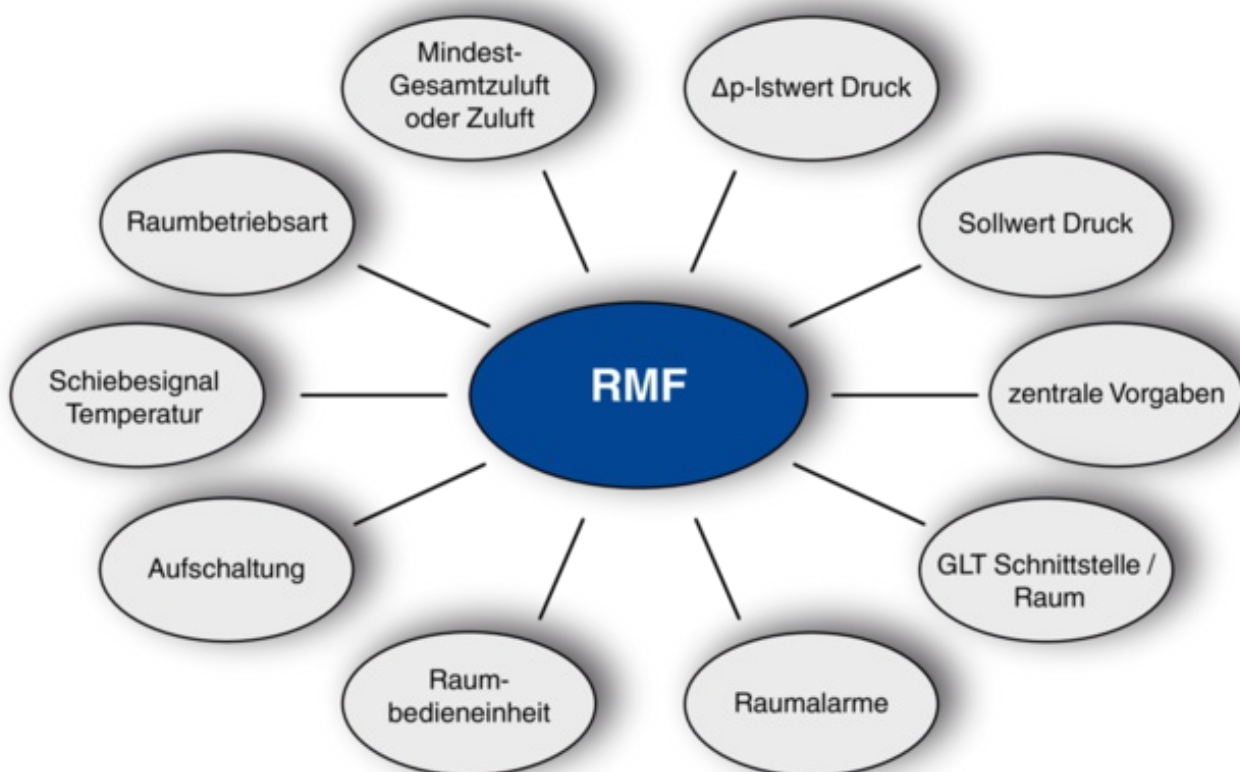 Mindest-
Gesamtzuluft
oder Zuluft
Δp-Istwert Druck
Raumbetriebsart
Sollwert Druck
Schiebesignal
Temperatur
RMF
zentrale Vorgaben
Aufschaltung
GLT Schnittstelle /
Raum
Raum-
bedieneinheit
Raumalarme